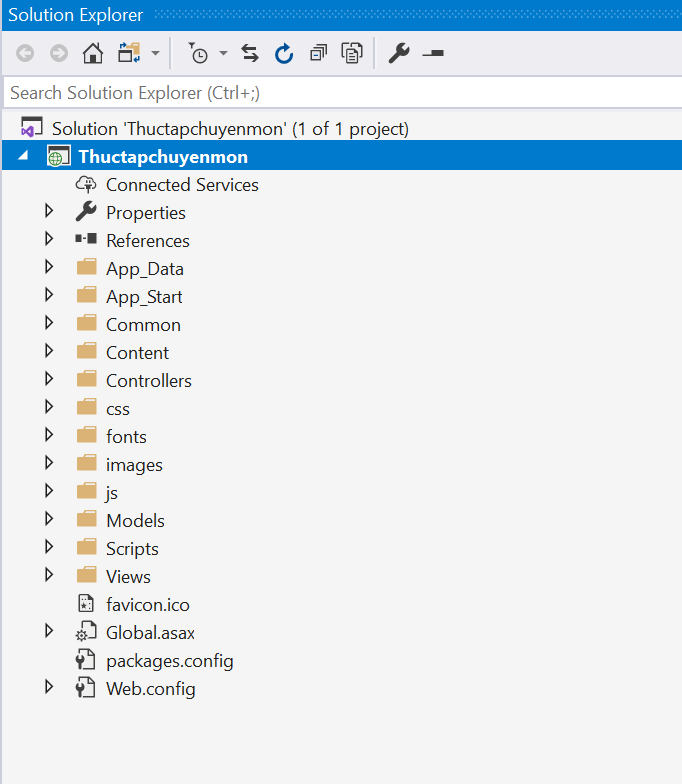 Solution Explorer
Search Solution Explorer (Ctrl+;)
Solution 'Thuctapchuyenmon' (1 of 1 project)
Thuctapchuyenmon
Connected Services
Properties
References
App_Data
App_Start
Common
Content
Controllers
css
fonts
images
js
Models
Scripts
Views
favicon.ico
Global.asax
packages.config
Web.config